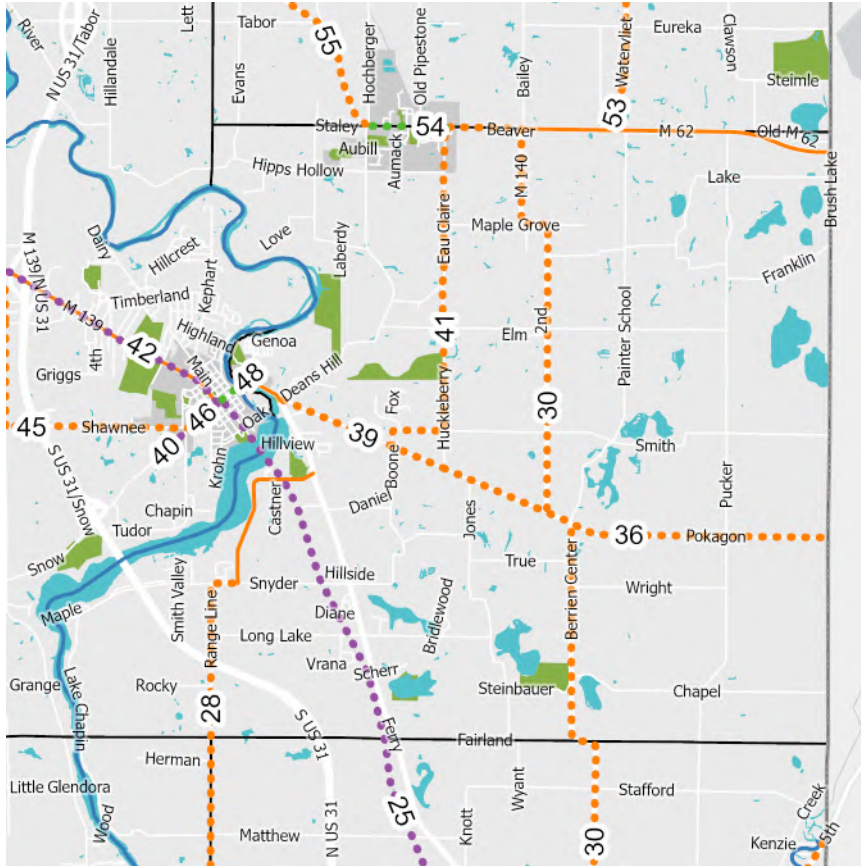 River
N US 31/Tabor
Hillandale
Lett
Tabor
Evans
55
Hochberger
Old Pipestone
Bailey
Eureka
Watervliet
Clawson
Steimle
53
Staley
54
Beaver
M 62
Old M 62
Aubill
Aumack
Hipps Hollow
M 140
Lake
Brush Lake
Dairy
Hillcrest
Love
Laberdy
Eau Claire
Maple Grove
Franklin
M 139/N US 31
Timberland
Kephart
M 139
Highland
Genoa
41
Elm
2nd
Painter School
4th
42
Main
48
Deans Hill
Griggs
Huckleberry
Fox
30
45
Shawnee
46
Oak
39
40
Krohn
Hillview
Boone
Smith
S US 31/Snow
Chapin
Castner
Daniel
Pucker
Tudor
Jones
36
Pokagon
Snow
Smith Valley
Snyder
Hillside
True
Berrien Center
Wright
Maple
Range Line
Diane
Bridlewood
Long Lake
Vrana
Scherr
Grange
Lake Chapin
Rocky
Steinbauer
Chapel
28
S US 31
Ferry
Fairland
Herman
Little Glendora
Wyant
Stafford
Wood
N US 31
25
Knott
30
Creek
Matthew
Kenzie
5th